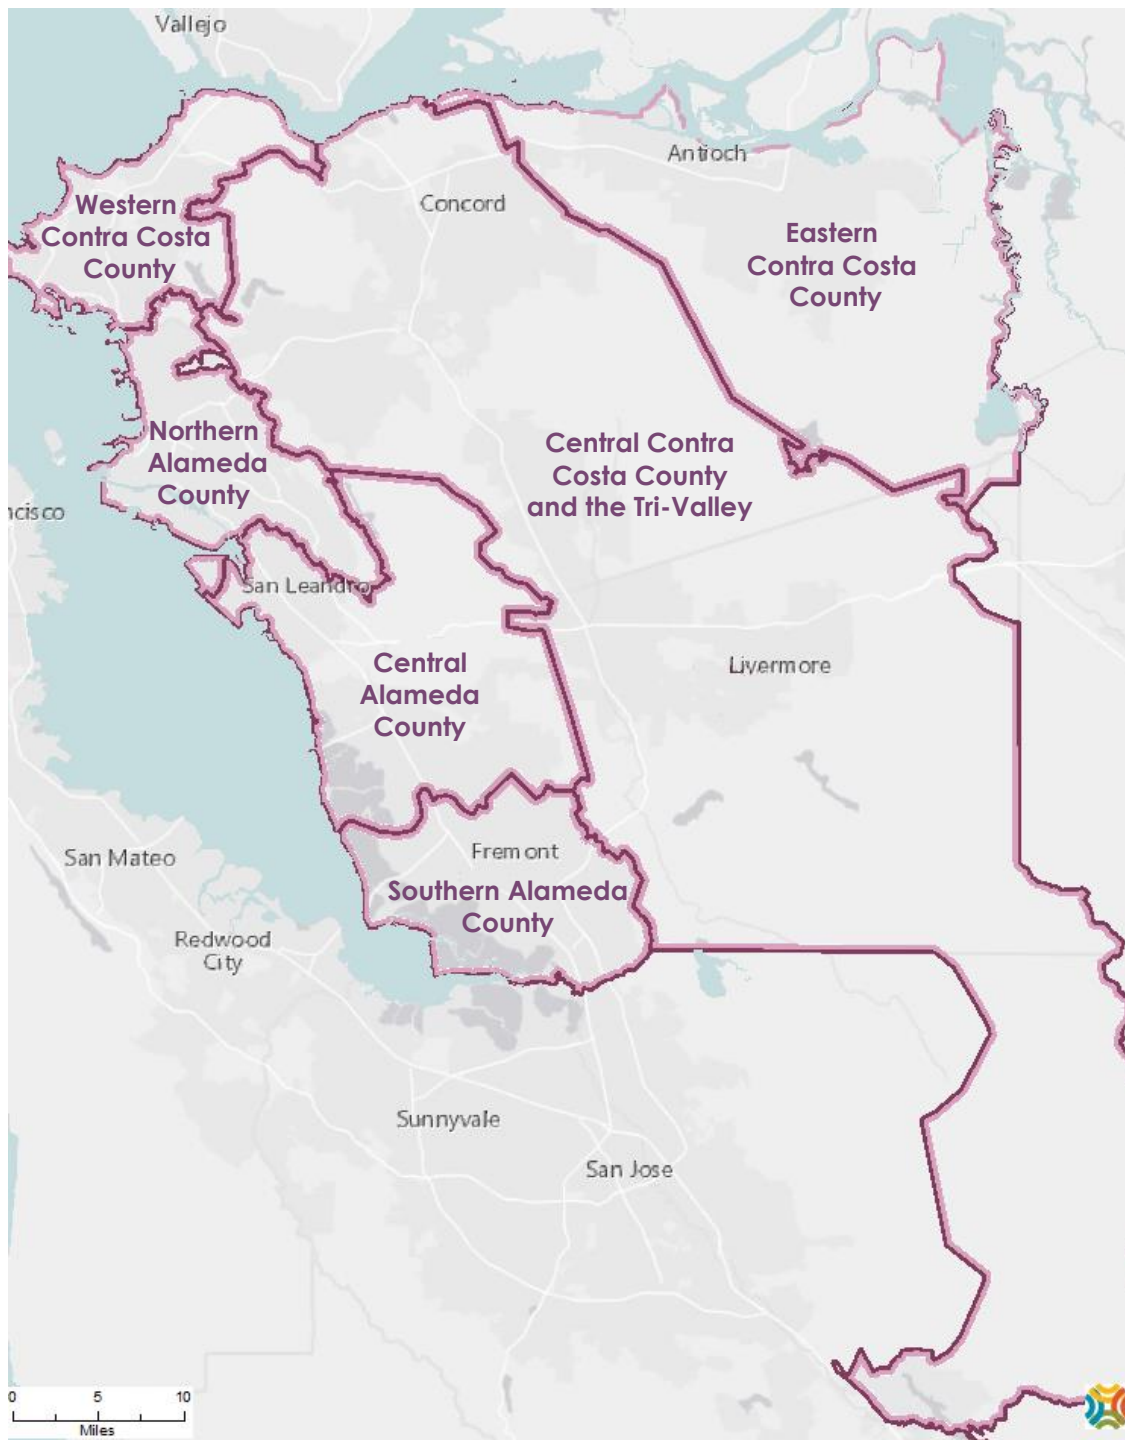 Vallejo
Antioch
Concord
Western
Contra Costa
County
Eastern
Contra Costa
County
Northern
Alameda
County
Central Contra
Costa County
and the Tri-Valley
ncisco
San Leandro
Central
Alameda
County
Livermore
Fremont
San Mateo
Southern Alameda
County
Redwood
City
Sunnyvale
San Jose
0 5 10
Miles